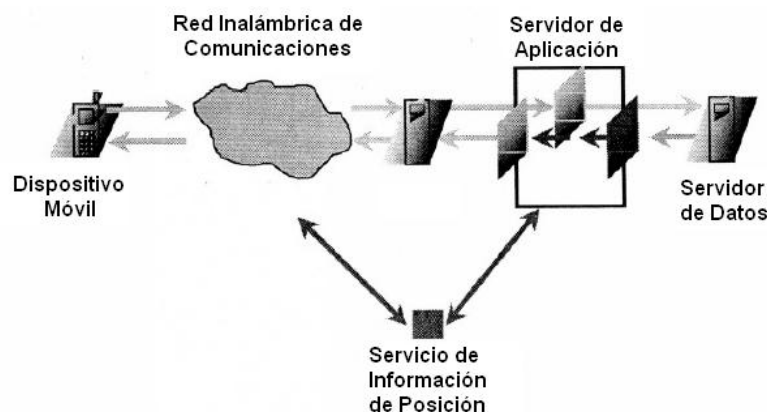 Red Inalámbrica de
Comunicaciones
Servidor de
Aplicación
Dispositivo
Móvil
Servidor
de Datos
Servicio de
Información
de Posición